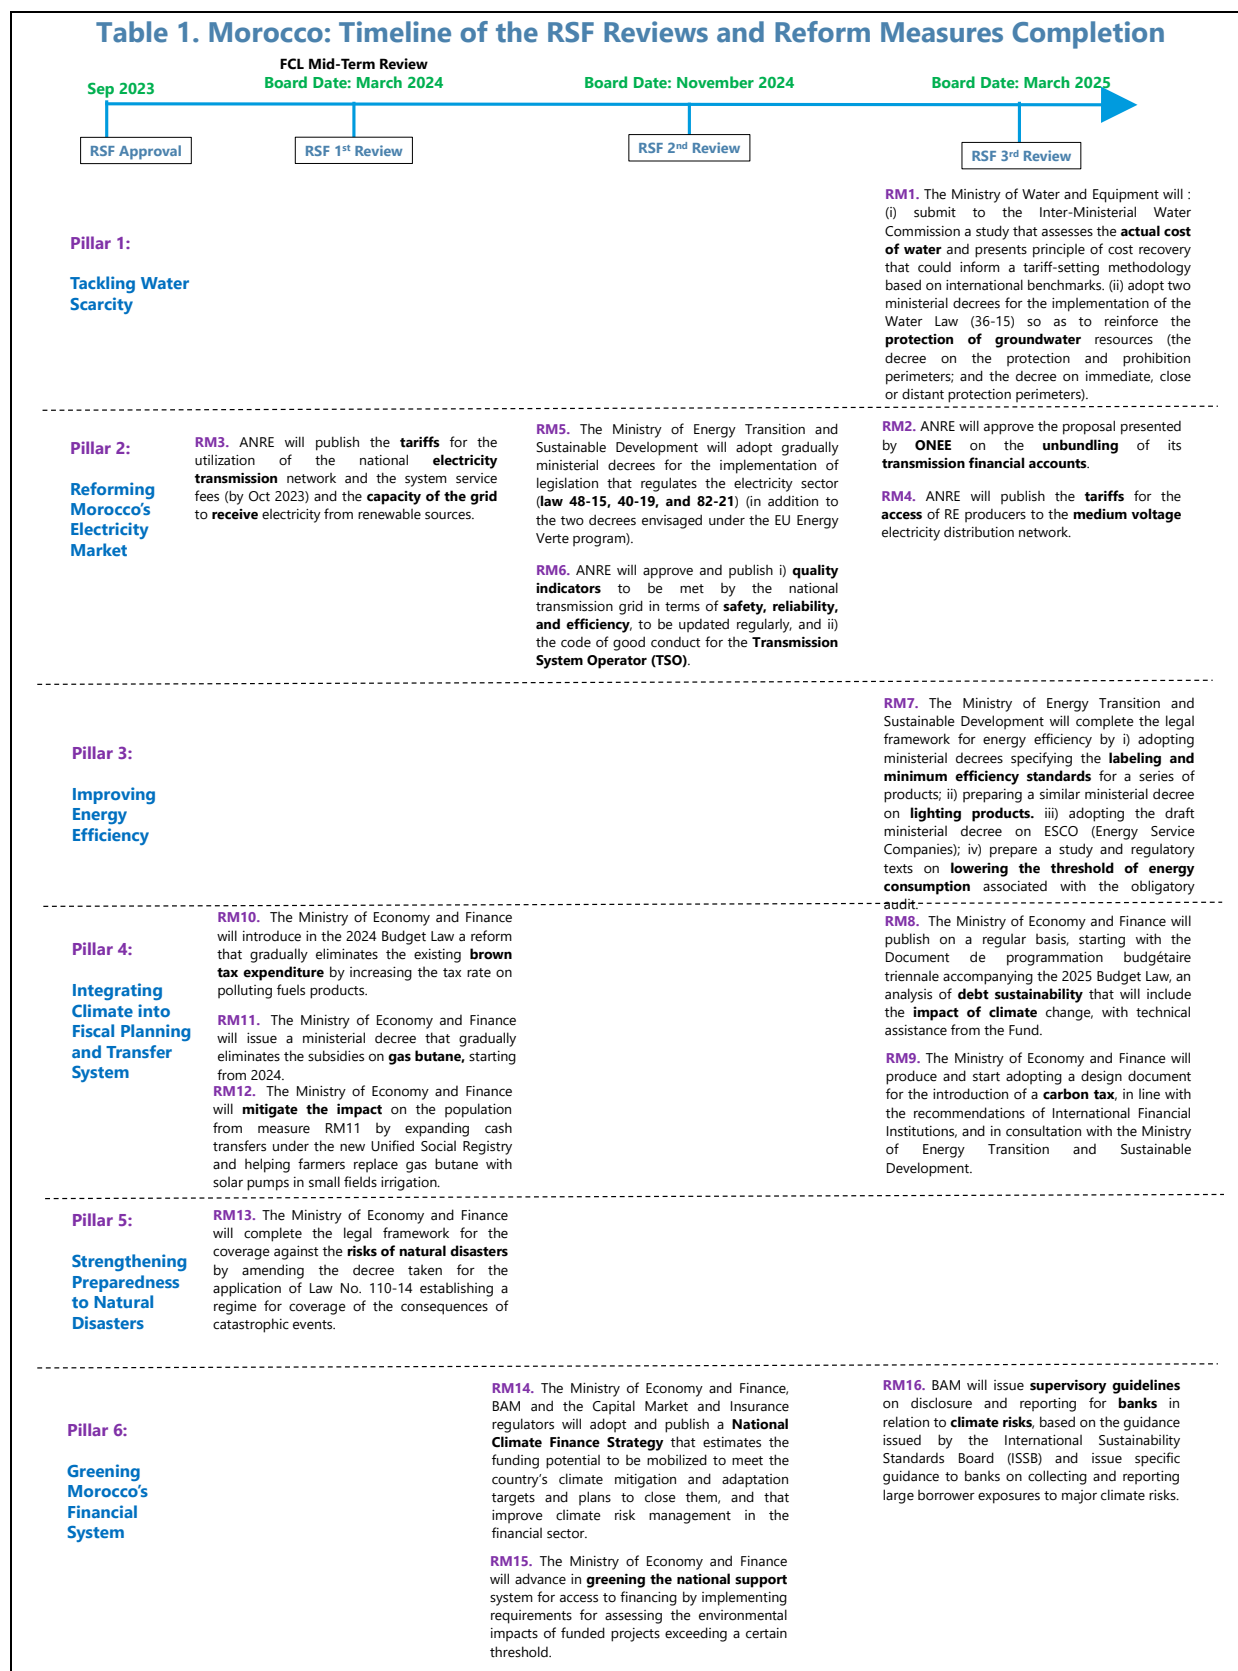 Table 1. Morocco: Timeline of the RSF Reviews and Reform Measures Completion
Sep 2023
FCL Mid-Term Review
Board Date: March 2024
Board Date: November 2024
Board Date: March 2025
RSF Approval
RSF 1st Review
RSF 2nd Review
RSF 3rd Review
Pillar 1:
Tackling Water
Scarcity
RM1. The Ministry of Water and Equipment will :
(i) submit to the Inter-Ministerial Water
Commission a study that assesses the actual cost
of water and presents principle of cost recovery
that could inform a tariff-setting methodology
based on international benchmarks. (ii) adopt two
ministerial decrees for the implementation of the
Water Law (36-15) so as to reinforce the
protection of groundwater resources (the
decree on the protection and prohibition
perimeters; and the decree on immediate, close
or distant protection perimeters).
Pillar 2:
Reforming
Morocco's
Electricity
Market
RM3. ANRE will publish the tariffs for the
utilization of the national electricity
transmission network and the system service
fees (by Oct 2023) and the capacity of the grid
to receive electricity from renewable sources.
RM5. The Ministry of Energy Transition and
Sustainable Development will adopt gradually
ministerial decrees for the implementation of
legislation that regulates the electricity sector
(law 48-15, 40-19, and 82-21) (in addition to
the two decrees envisaged under the EU Energy
Verte program).
RM6. ANRE will approve and publish i) quality
indicators to be met by the national
transmission grid in terms of safety, reliability,
and efficiency, to be updated regularly, and ii)
the code of good conduct for the Transmission
System Operator (TSO).
RM2. ANRE will approve the proposal presented
by ONEE on the unbundling of its
transmission financial accounts.
RM4. ANRE will publish the tariffs for the
access of RE producers to the medium voltage
electricity distribution network.
Pillar 3:
Improving
Energy
Efficiency
RM7. The Ministry of Energy Transition and
Sustainable Development will complete the legal
framework for energy efficiency by i) adopting
ministerial decrees specifying the labeling and
minimum efficiency standards for a series of
products; ii) preparing a similar ministerial decree
on lighting products. iii) adopting the draft
ministerial decree on ESCO (Energy Service
Companies); iv) prepare a study and regulatory
texts on lowering the threshold of energy
consumption associated with the obligatory
audit.
Pillar 4:
Integrating
Climate into
Fiscal Planning
and Transfer
System
RM10. The Ministry of Economy and Finance
will introduce in the 2024 Budget Law a reform
that gradually eliminates the existing brown
tax expenditure by increasing the tax rate on
polluting fuels products.
RM11. The Ministry of Economy and Finance
will issue a ministerial decree that gradually
eliminates the subsidies on gas butane, starting
from 2024.
RM12. The Ministry of Economy and Finance
will mitigate the impact on the population
from measure RM11 by expanding cash
transfers under the new Unified Social Registry
and helping farmers replace gas butane with
solar pumps in small fields irrigation.
RM8. The Ministry of Economy and Finance will
publish on a regular basis, starting with the
Document de programmation budgétaire
triennale accompanying the 2025 Budget Law, an
analysis of debt sustainability that will include
the impact of climate change, with technical
assistance from the Fund.
RM9. The Ministry of Economy and Finance will
produce and start adopting a design document
for the introduction of a carbon tax, in line with
the recommendations of International Financial
Institutions, and in consultation with the Ministry
of Energy Transition and Sustainable
Development.
Pillar 5:
Strengthening
Preparedness
to Natural
Disasters
RM13. The Ministry of Economy and Finance
will complete the legal framework for the
coverage against the risks of natural disasters
by amending the decree taken for the
application of Law No. 110-14 establishing a
regime for coverage of the consequences of
catastrophic events.
Pillar 6:
Greening
Morocco's
Financial
System
RM14. The Ministry of Economy and Finance,
BAM and the Capital Market and Insurance
regulators will adopt and publish a National
Climate Finance Strategy that estimates the
funding potential to be mobilized to meet the
country's climate mitigation and adaptation
targets and plans to close them, and that
improve climate risk management in the
financial sector.
RM15. The Ministry of Economy and Finance
will advance in greening the national support
system for access to financing by implementing
requirements for assessing the environmental
impacts of funded projects exceeding a certain
threshold.
RM16. BAM will issue supervisory guidelines
on disclosure and reporting for banks in
relation to climate risks, based on the guidance
issued by the International Sustainability
Standards Board (ISSB) and issue specific
guidance to banks on collecting and reporting
large borrower exposures to major climate risks.